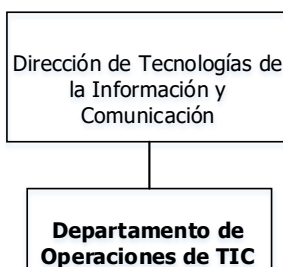 Dirección de Tecnologías de
la Información y
Comunicación
Departamento de
Operaciones de TIC